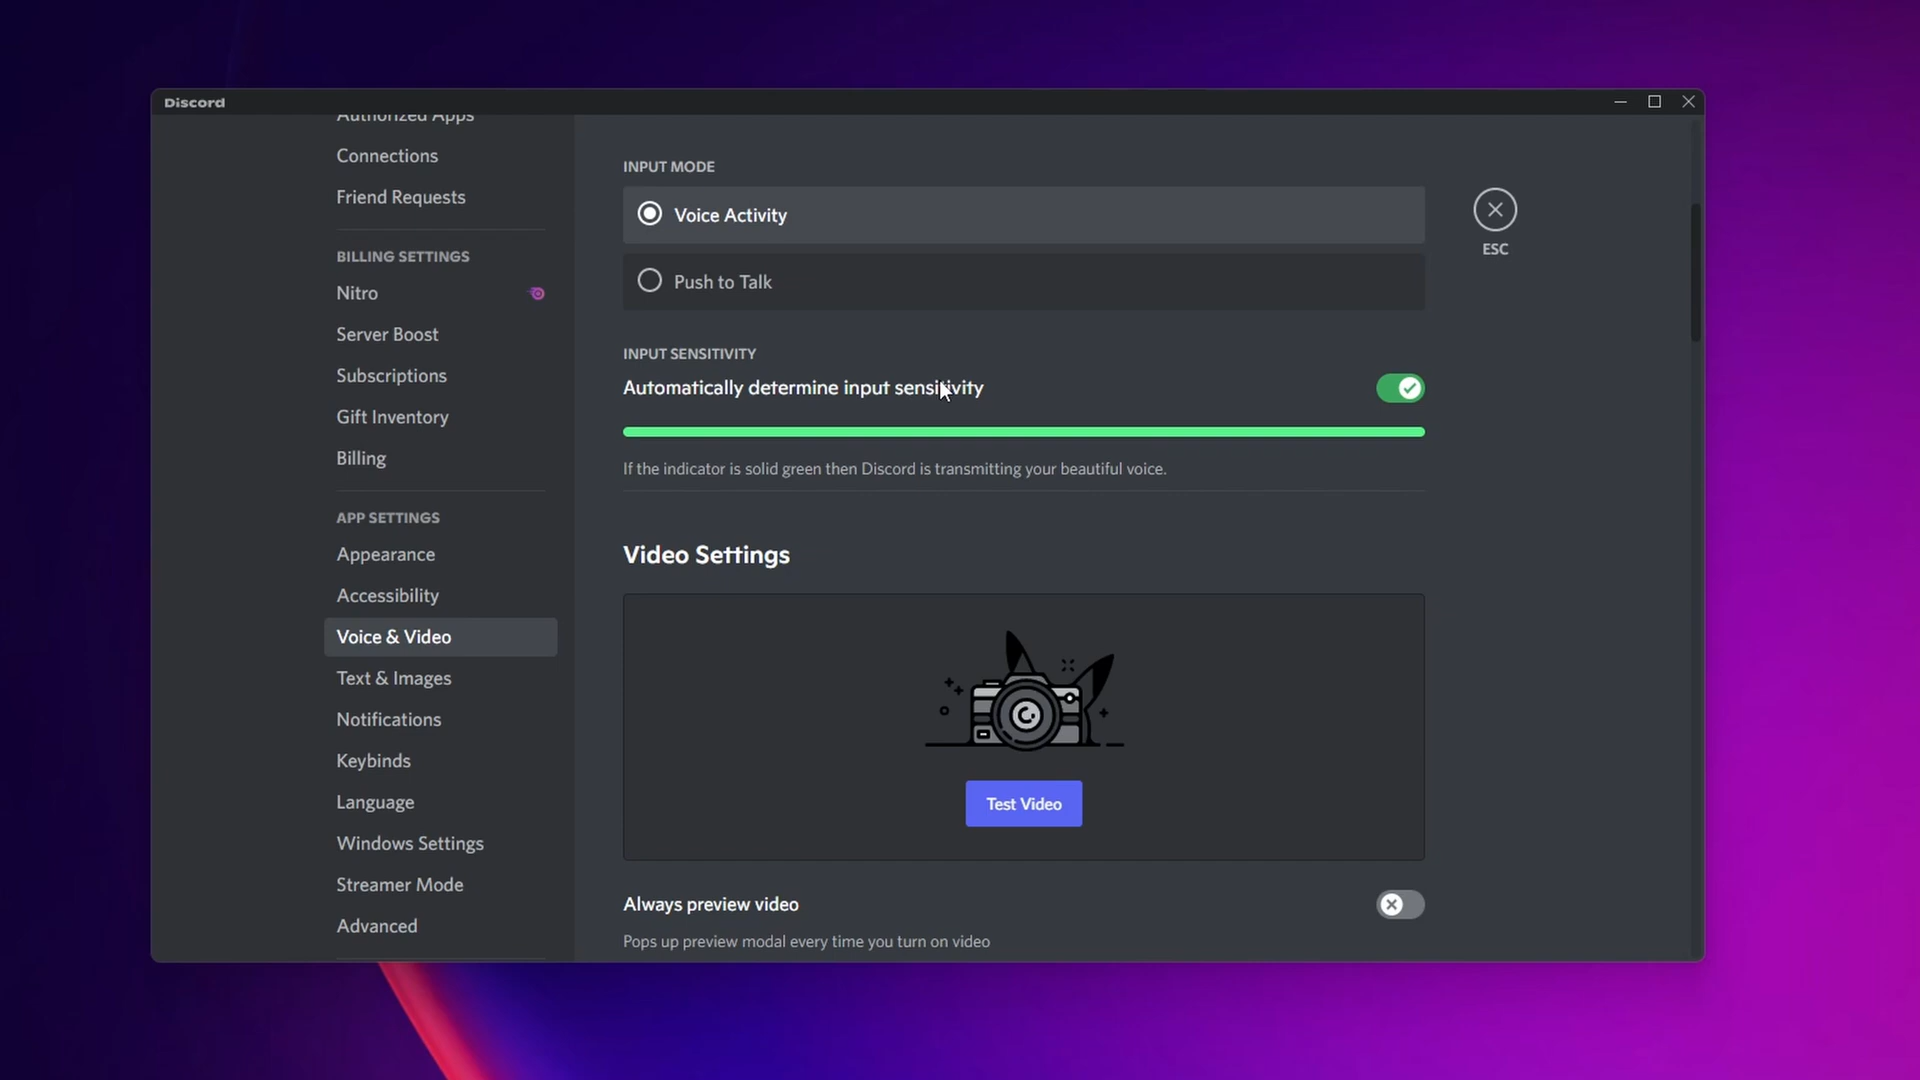 Discord
Authorized Apps
Connections
Friend Requests
BILLING SETTINGS
Nitro
Server Boost
Subscriptions
Gift Inventory
Billing
APP SETTINGS
Appearance
Accessibility
Voice & Video
Text & Images
Notifications
Keybinds
Language
Windows Settings
Streamer Mode
Advanced
INPUT MODE
Voice Activity
Push to Talk
ESC
INPUT SENSITIVITY
Automatically determine input sensitivity
If the indicator is solid green then Discord is transmitting your beautiful voice.
Video Settings
Test Video
Always preview video
Pops up preview modal every time you turn on video